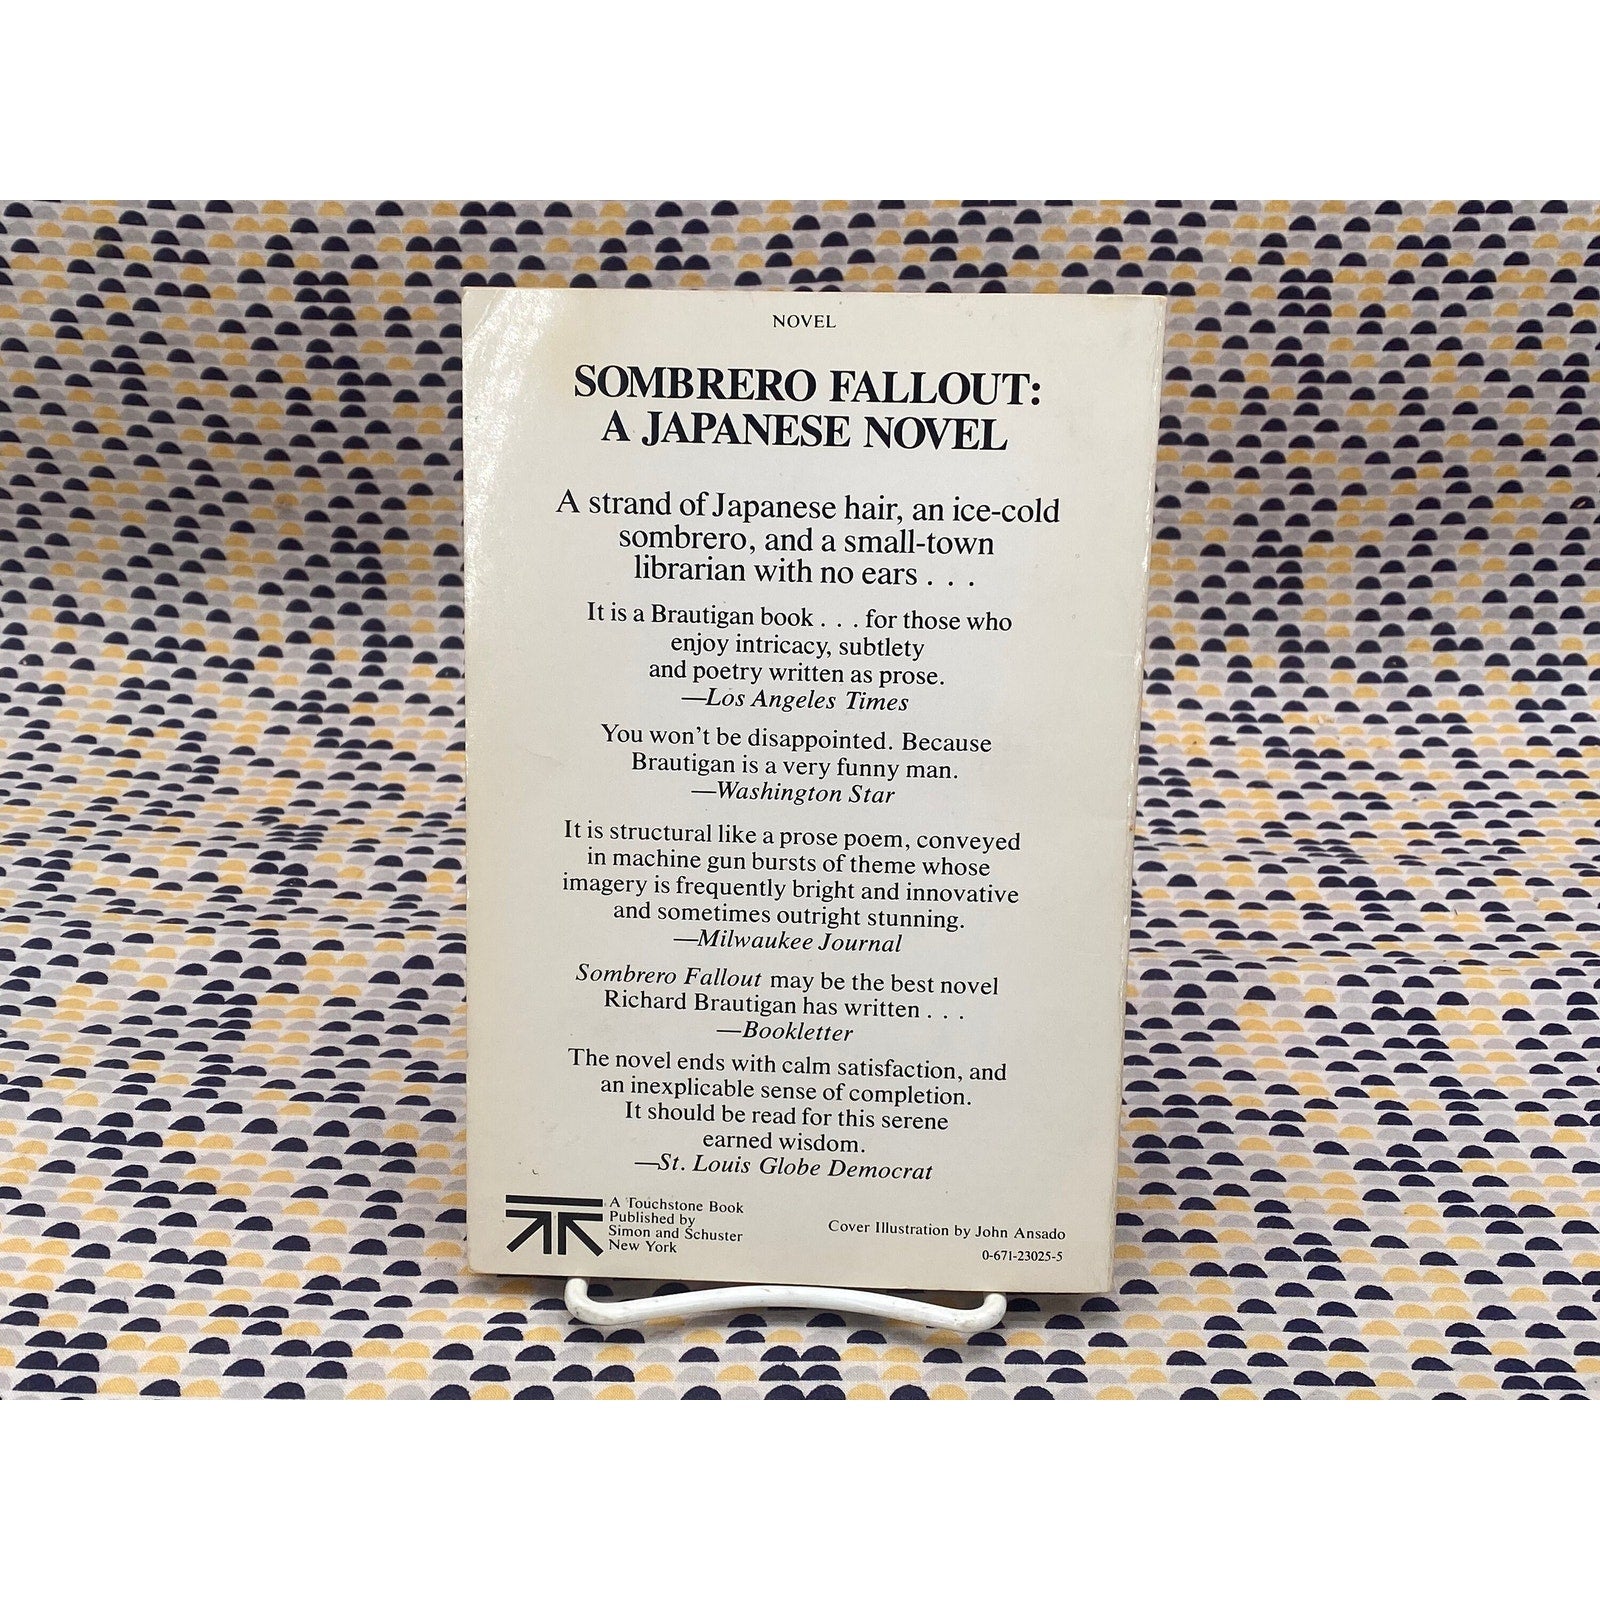 NOVEL
SOMBRERO FALLOUT:
A JAPANESE NOVEL
A strand of Japanese hair, an ice-cold
sombrero, and a small-town
librarian with no ears . . .
It is a Brautigan book . . . for those who
enjoy intricacy, subtlety
and poetry written as prose.
—Los Angeles Times
You won't be disappointed. Because
Brautigan is a very funny man.
—Washington Star
It is structural like a prose poem, conveyed
in machine gun bursts of theme whose
imagery is frequently bright and innovative
and sometimes outright stunning.
—Milwaukee Journal
Sombrero Fallout may be the best novel
Richard Brautigan has written . . .
—Bookletter
The novel ends with calm satisfaction, and
an inexplicable sense of completion.
It should be read for this serene
earned wisdom.
—St. Louis Globe Democrat
A Touchstone Book
Published by
Simon and Schuster
New York
Cover Illustration by John Ansado
0-671-23025-5